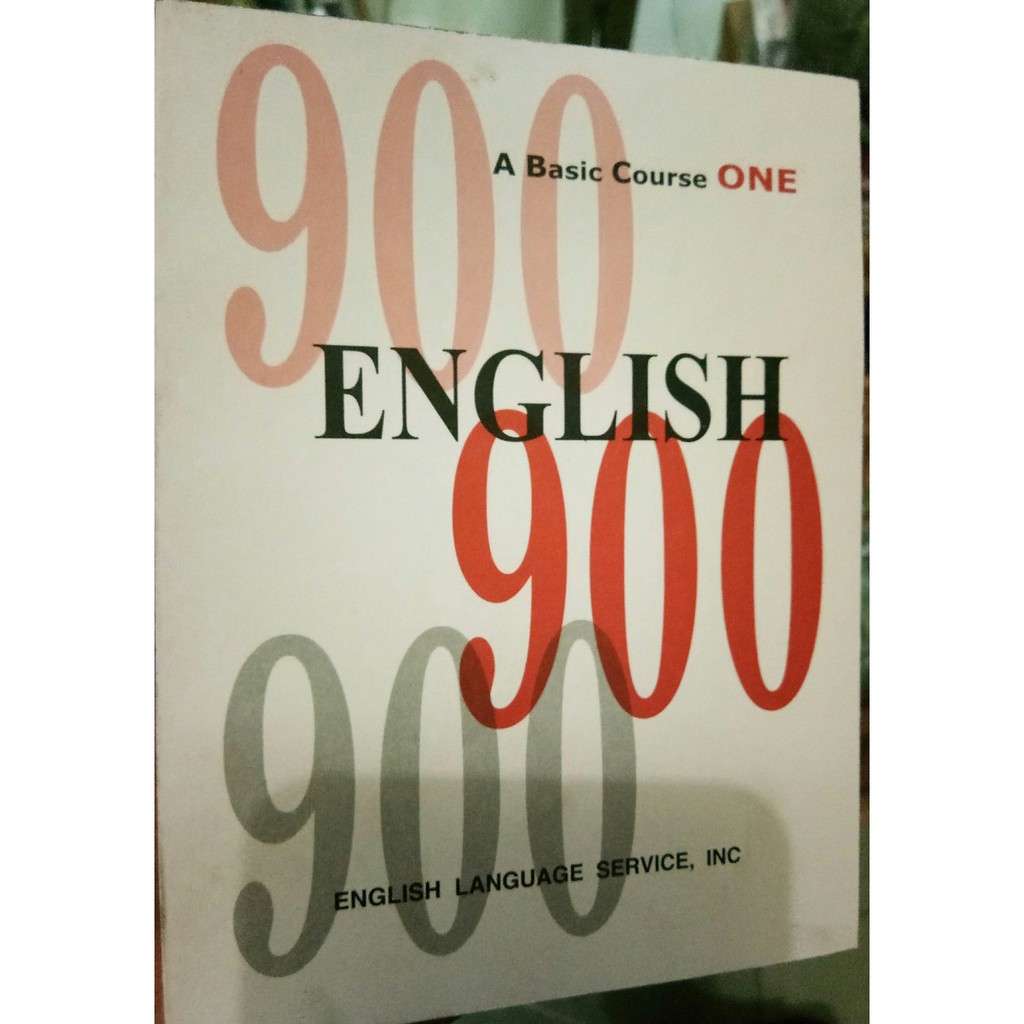 900
A Basic Course ONE
ENGLISH
900
900
ENGLISH LANGUAGE SERVICE, INC